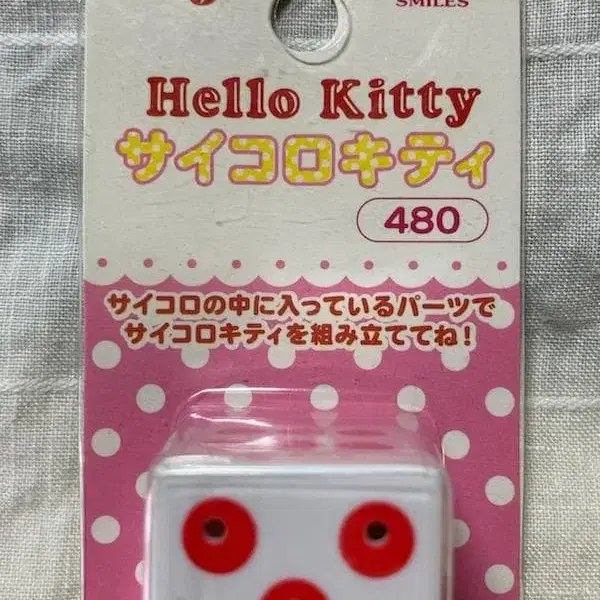 SMILES
Hello Kitty
サイコロキティ
480
サイコロの中に入っているパーツで
サイコロキティを組み立ててね!